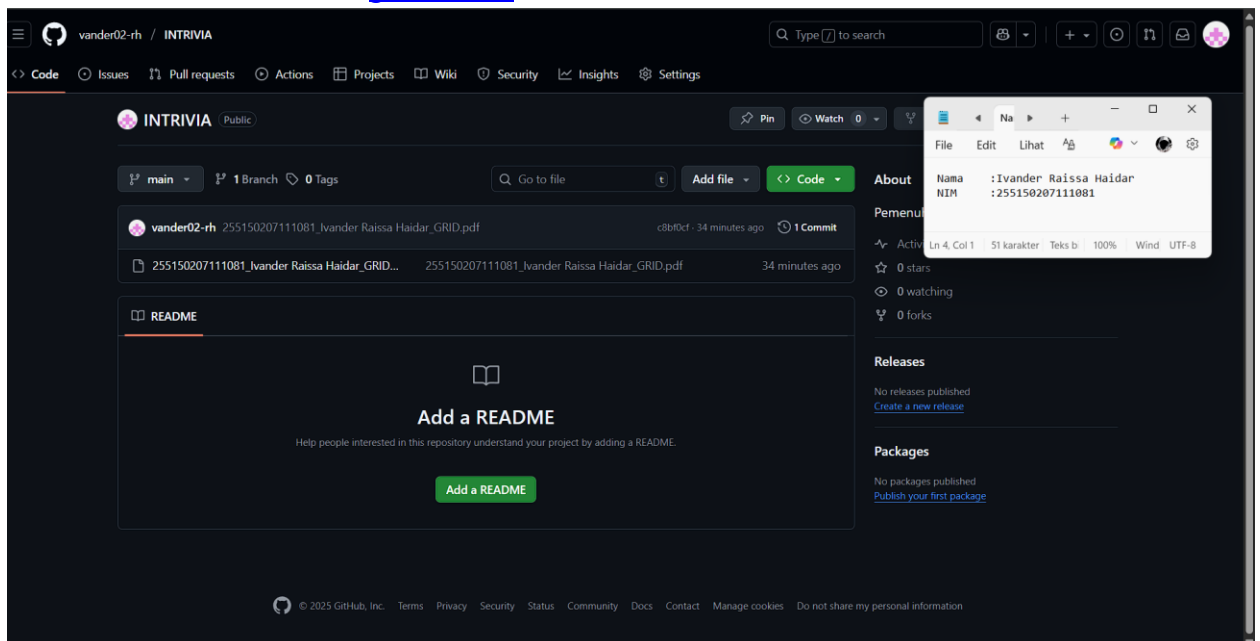 vander02-rh / INTRIVIA
Type / to search
Code Issues Pull requests Actions Projects Wiki Security Insights Settings
INTRIVIA Public
Pin Watch 0
main 1 Branch 0 Tags
Go to file t Add file Code
vander02-rh 255150207111081_Ivander Raissa Haidar_GRID.pdf c8bf0cf · 34 minutes ago 1 Commit
255150207111081_Ivander Raissa Haidar_GRID... 255150207111081_Ivander Raissa Haidar_GRID.pdf 34 minutes ago
README
Add a README
Help people interested in this repository understand your project by adding a README.
Add a README
About
Pemenul
Activ
0 stars
0 watching
0 forks
Releases
No releases published
Create a new release
Packages
No packages published
Publish your first package
Na
File Edit Lihat
Nama :Ivander Raissa Haidar
NIM :255150207111081
Ln 4, Col 1 51 karakter Teks b 100% Wind UTF-8
© 2025 GitHub, Inc. Terms Privacy Security Status Community Docs Contact Manage cookies Do not share my personal information